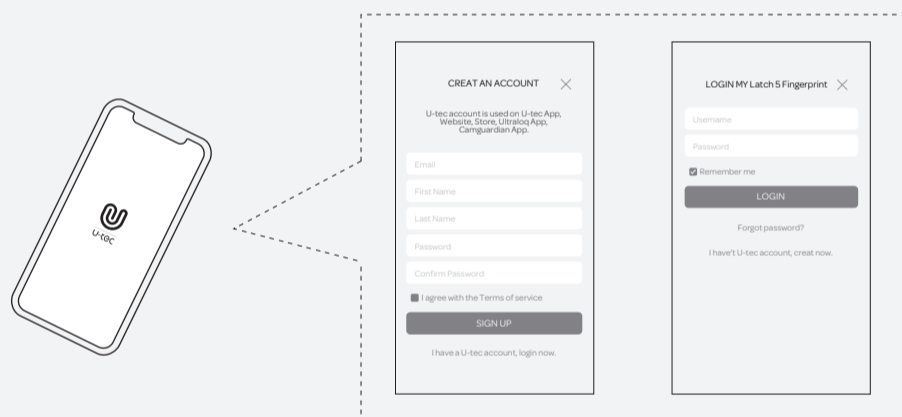 U-tec
CREAT AN ACCOUNT
U-tec account is used on U-tec App,
Website, Store, Ultraloq App,
Camguardian App.
Email
First Name
Last Name
Password
Confirm Password
I agree with the Terms of service
SIGN UP
I have a U-tec account, login now.
LOGIN MY Latch 5 Fingerprint
Username
Password
Remember me
LOGIN
Forgot password?
I have't U-tec account, creat now.